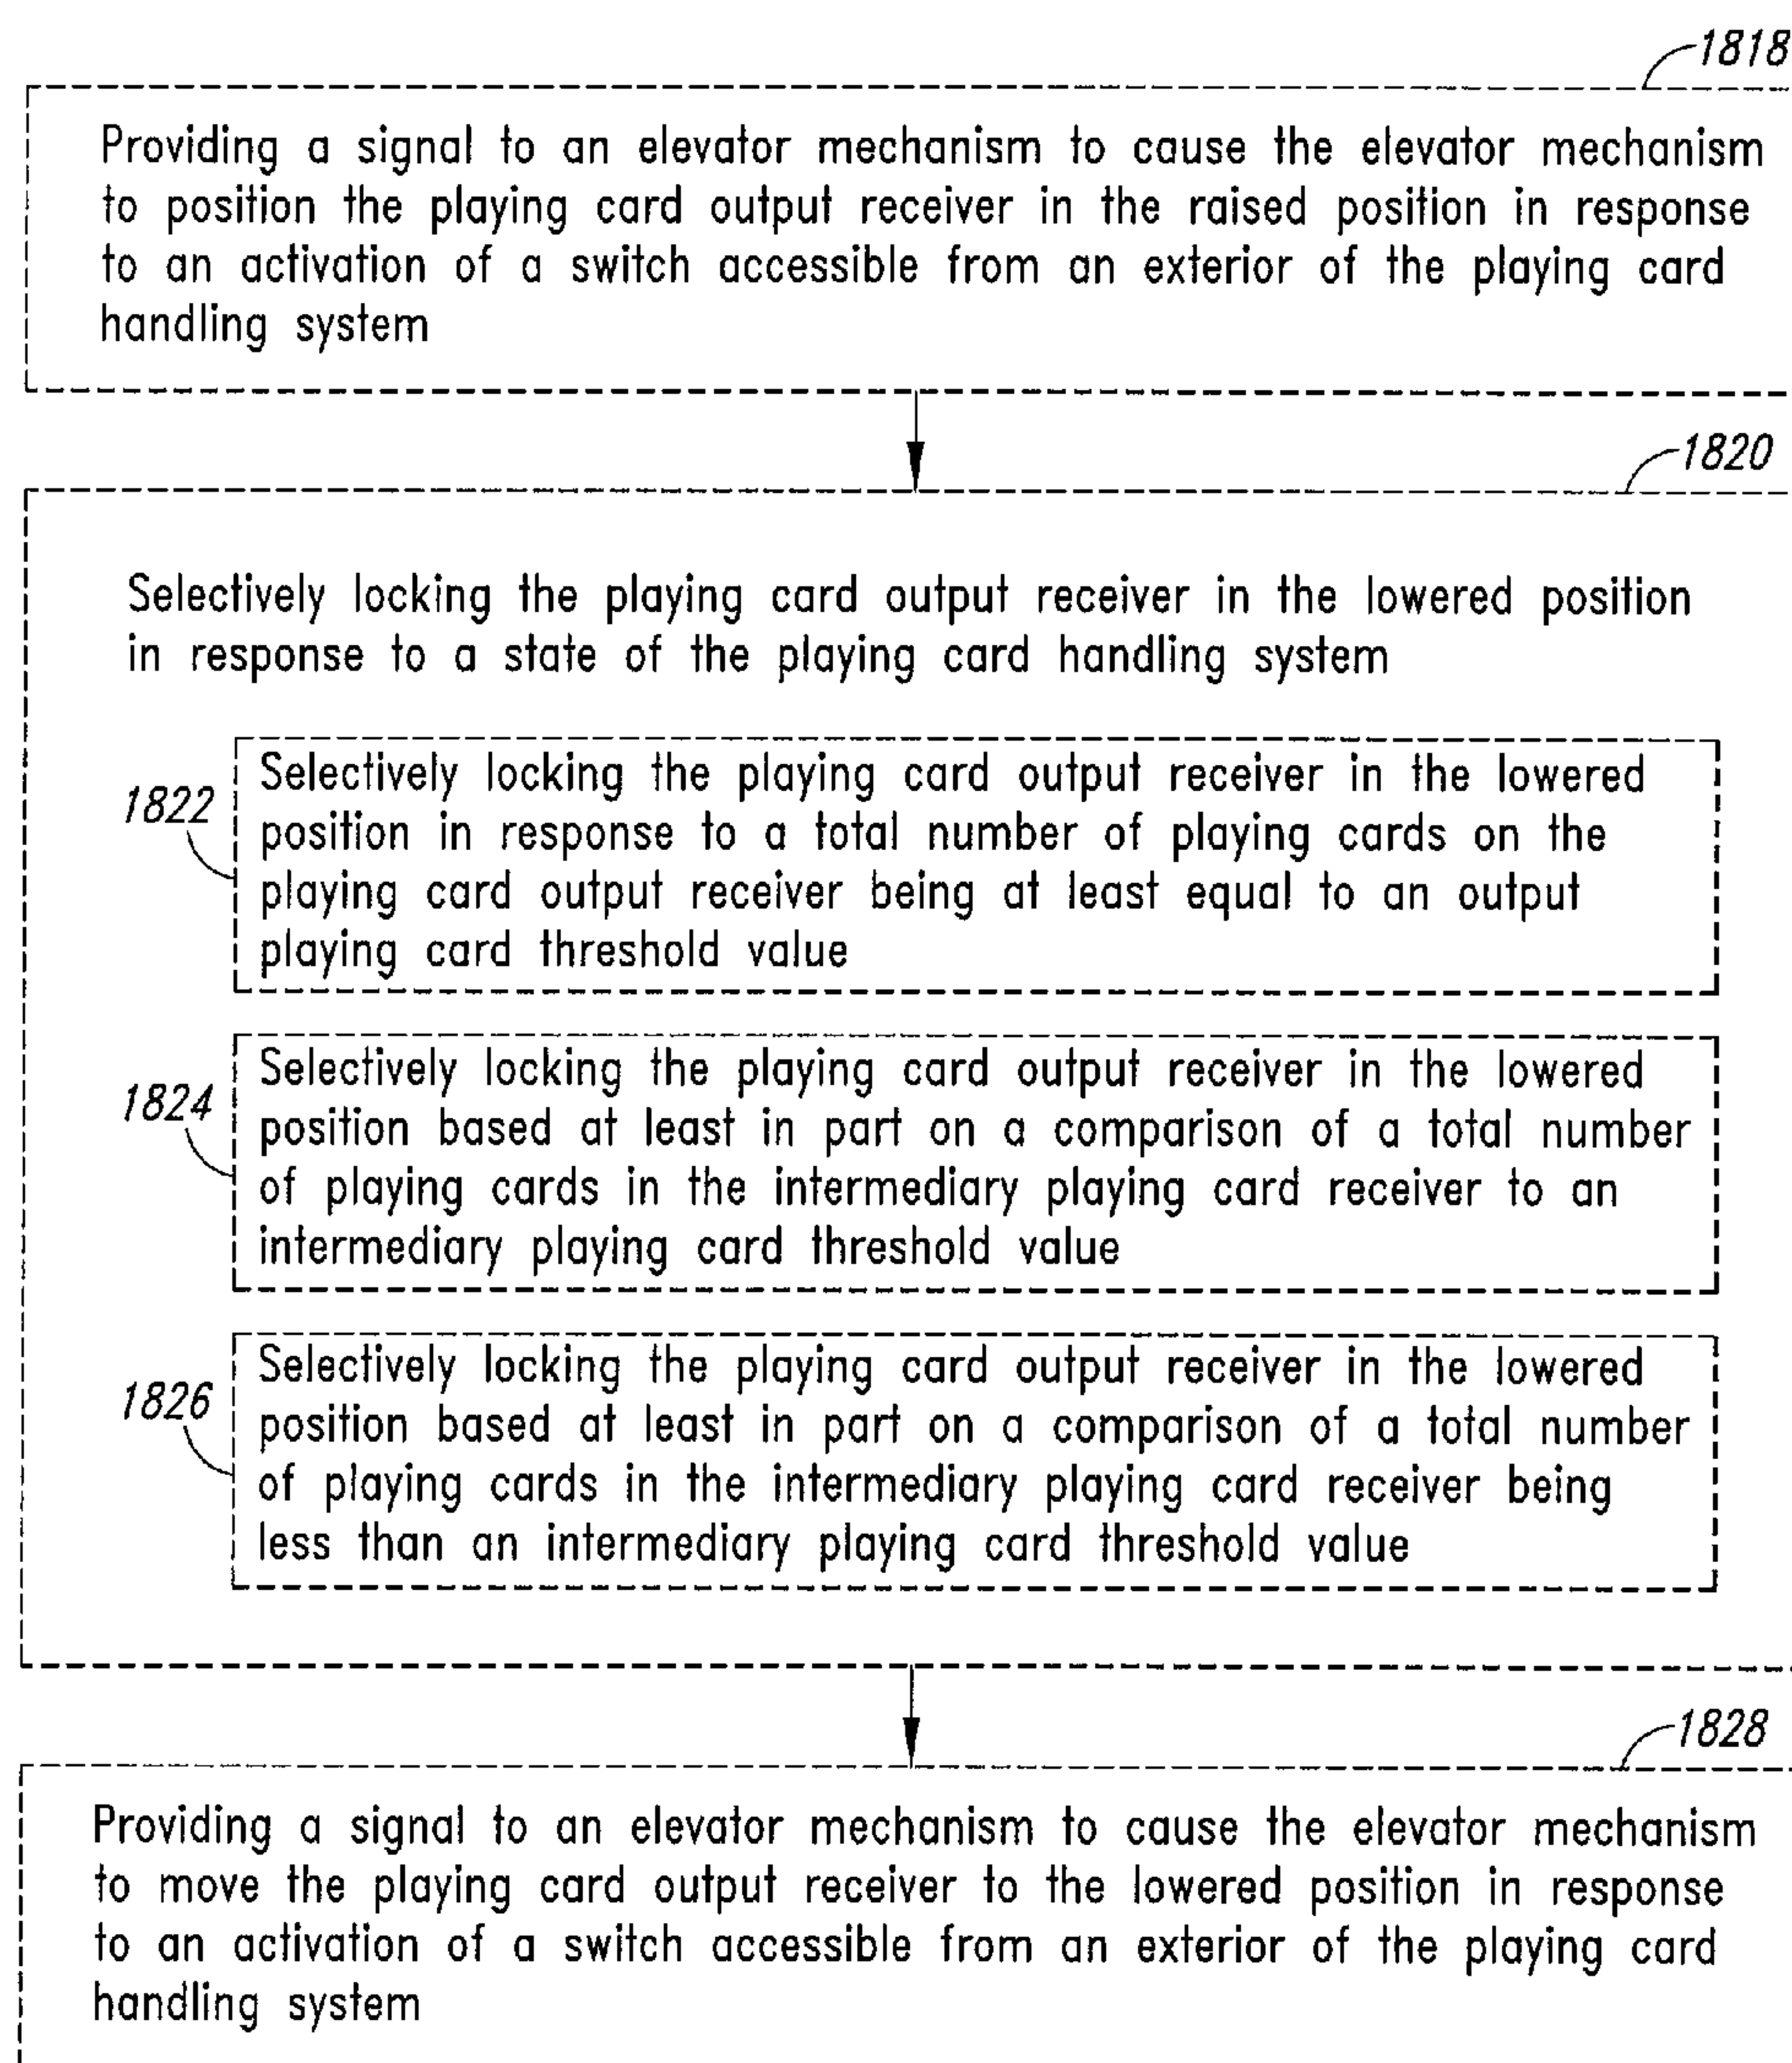 1818
Providing a signal to an elevator mechanism to cause the elevator mechanism
to position the playing card output receiver in the raised position in response
to an activation of a switch accessible from an exterior of the playing card
handling system
1820
Selectively locking the playing card output receiver in the lowered position
in response to a state of the playing card handling system
1822
Selectively locking the playing card output receiver in the lowered
position in response to a total number of playing cards on the
playing card output receiver being at least equal to an output
playing card threshold value
1824
Selectively locking the playing card output receiver in the lowered
position based at least in part on a comparison of a total number
of playing cards in the intermediary playing card receiver to an
intermediary playing card threshold value
1826
Selectively locking the playing card output receiver in the lowered
position based at least in part on a comparison of a total number
of playing cards in the intermediary playing card receiver being
less than an intermediary playing card threshold value
1828
Providing a signal to an elevator mechanism to cause the elevator mechanism
to move the playing card output receiver to the lowered position in response
to an activation of a switch accessible from an exterior of the playing card
handling system